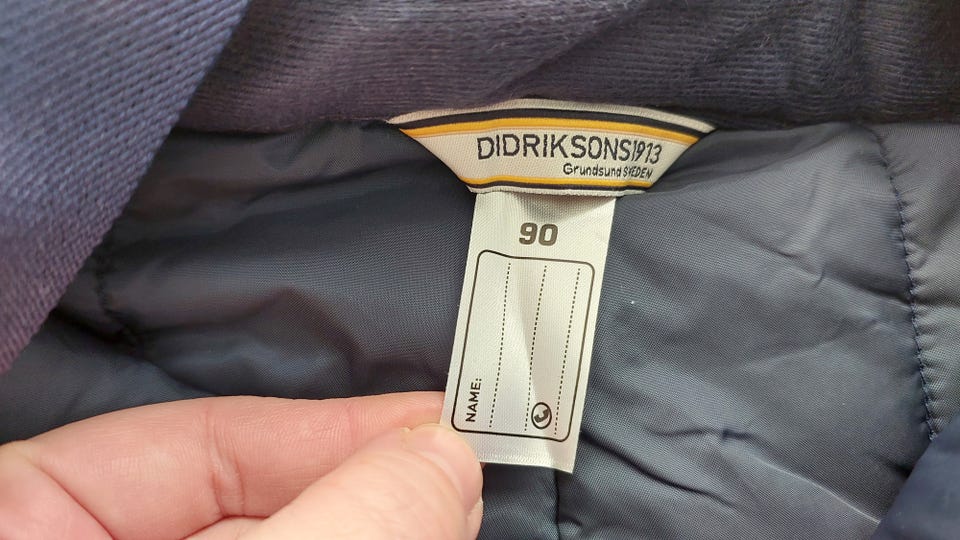 DIDRIKSONS1913
Grundsund SWEDEN
90
NAME: